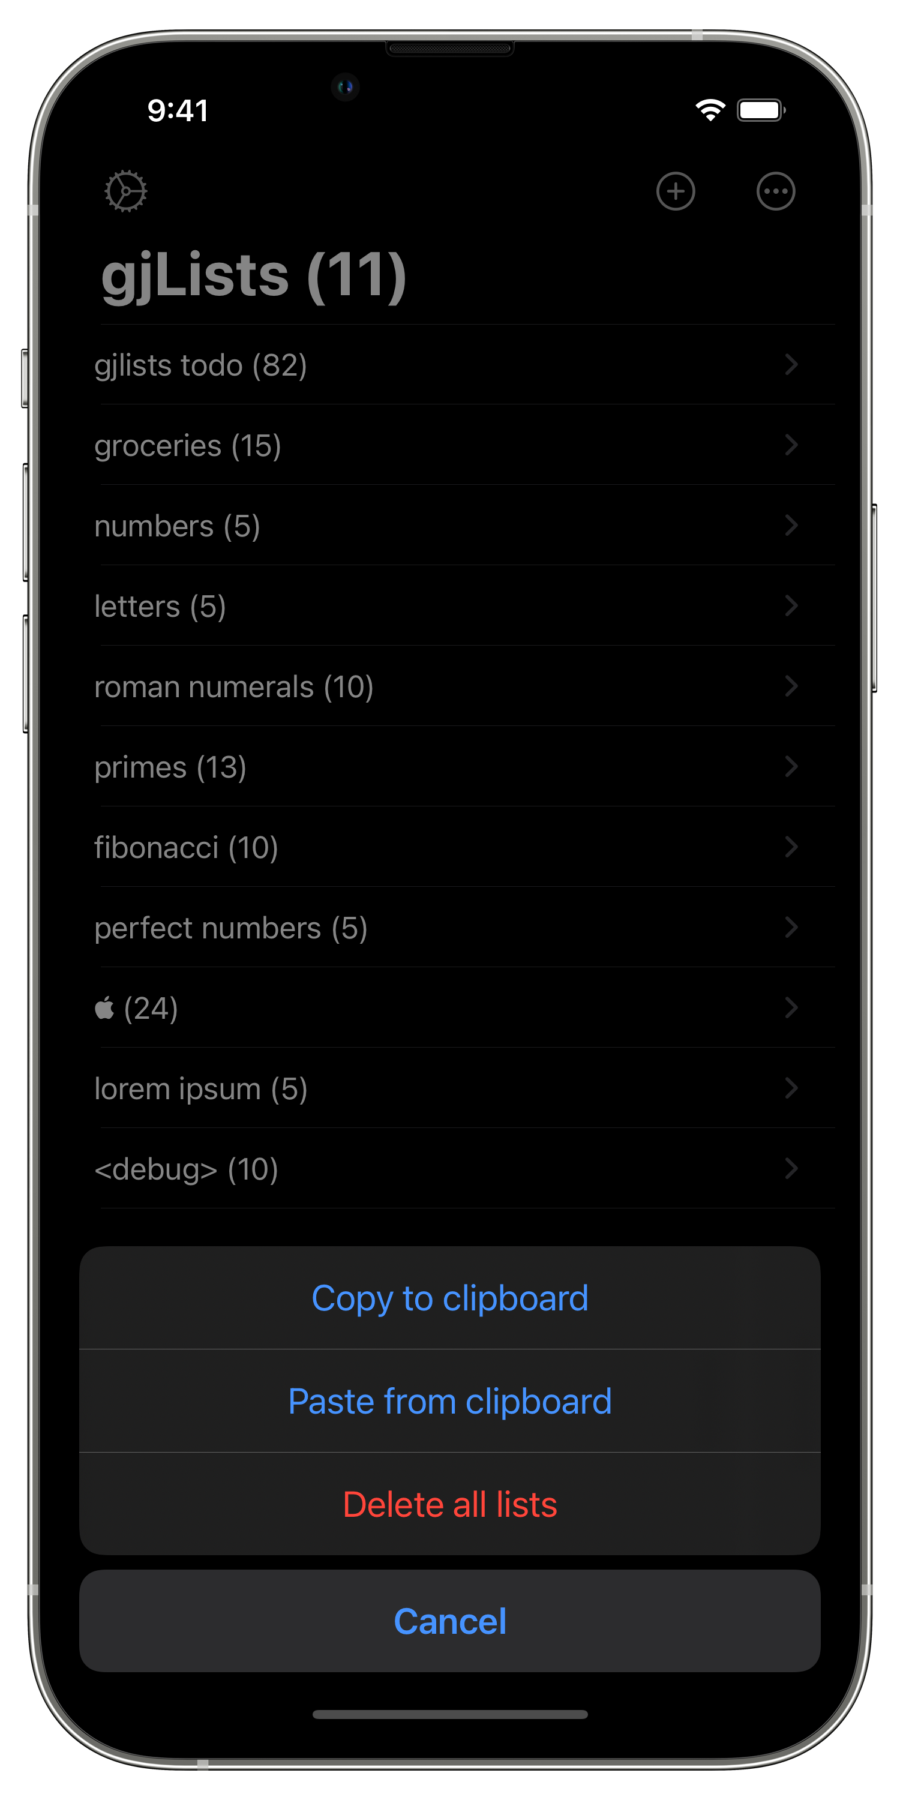 9:41
gjLists (11)
gjlists todo (82)
groceries (15)
numbers (5)
letters (5)
roman numerals (10)
primes (13)
fibonacci (10)
perfect numbers (5)
 (24)
lorem ipsum (5)
<debug> (10)
Copy to clipboard
Paste from clipboard
Delete all lists
Cancel